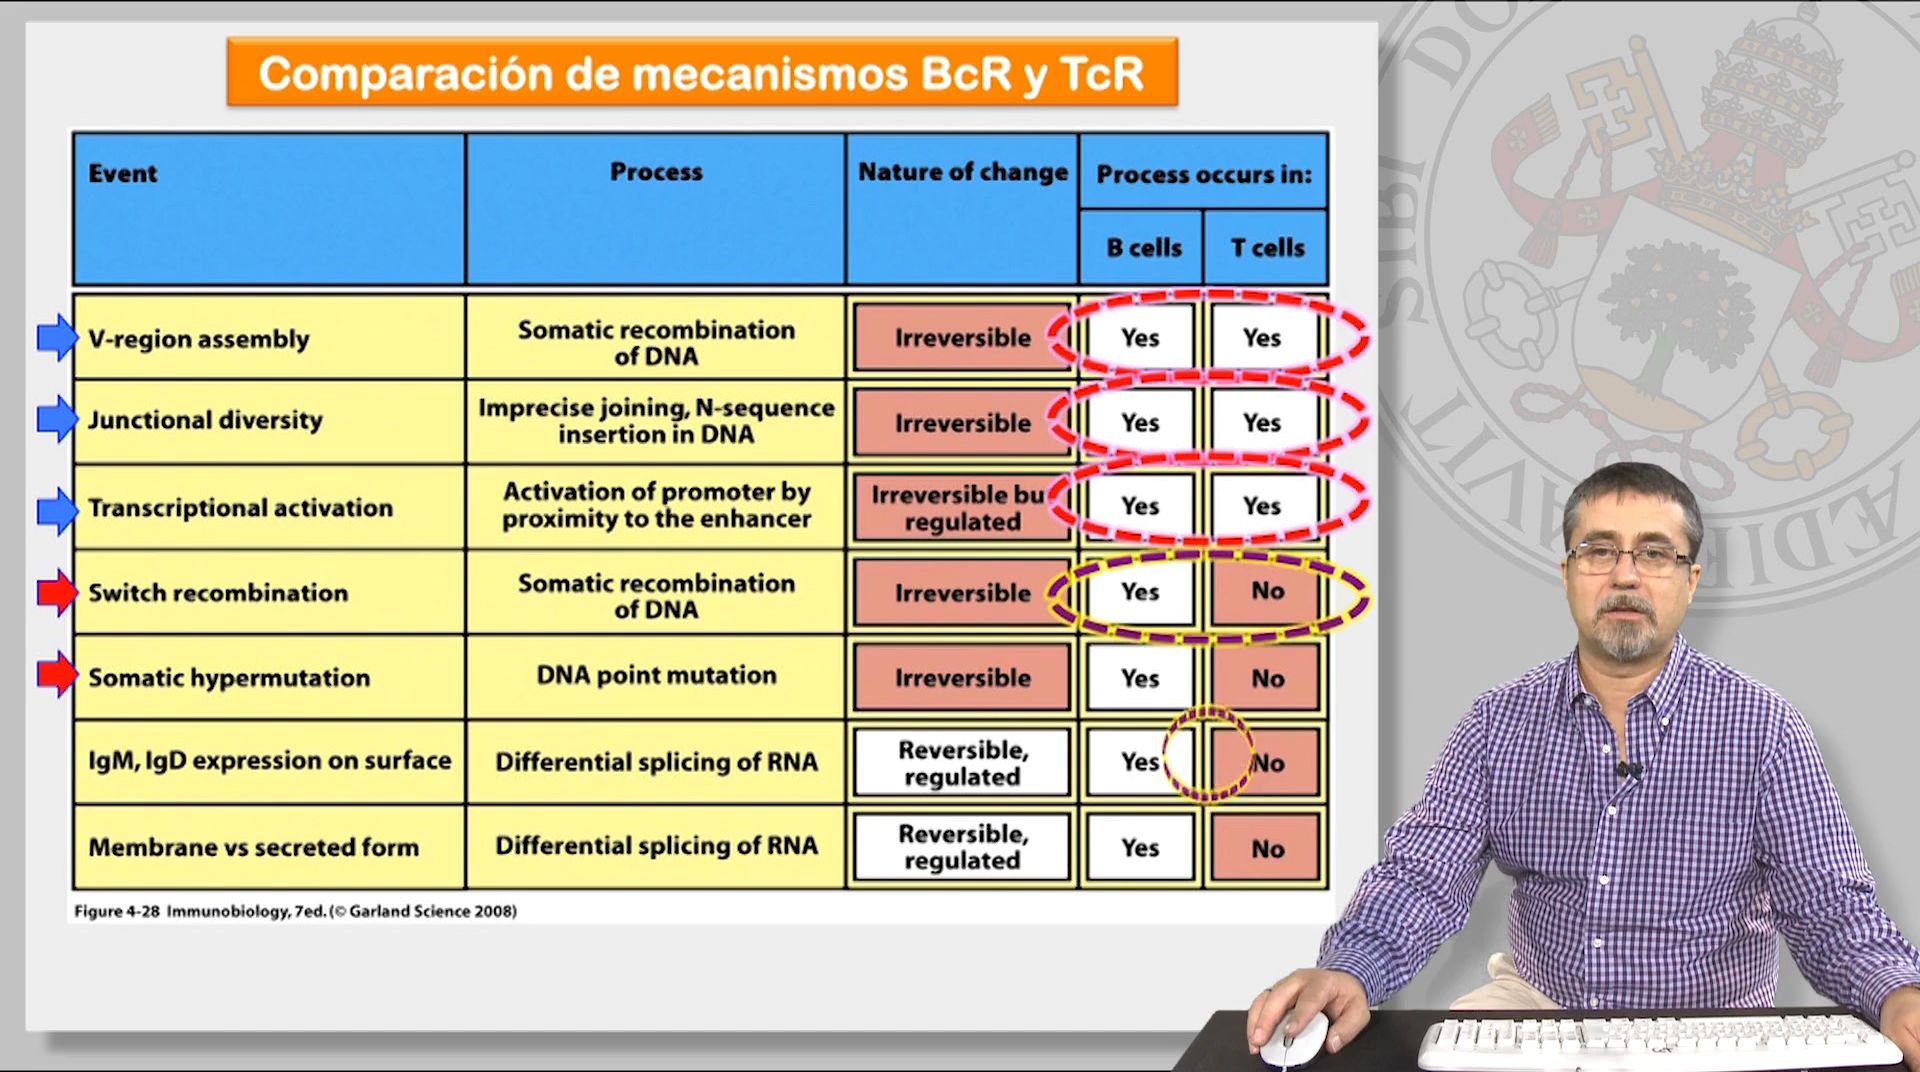 Comparación de mecanismos BcR y TcR
Event
Process
Nature of change
Process occurs in:
B cells
T cells
V-region assembly
Somatic recombination
of DNA
Irreversible
Yes
Yes
Junctional diversity
Imprecise joining, N-sequence
insertion in DNA
Irreversible
Yes
Yes
Transcriptional activation
Activation of promoter by
proximity to the enhancer
Irreversible bu
regulated
Yes
Yes
Switch recombination
Somatic recombination
of DNA
Irreversible
Yes
No
Somatic hypermutation
DNA point mutation
Irreversible
Yes
No
IgM, IgD expression on surface
Differential splicing of RNA
Reversible,
regulated
Yes
No
Membrane vs secreted form
Differential splicing of RNA
Reversible,
regulated
Yes
No
Figure 4-28 Immunobiology, 7ed. (© Garland Science 2008)
SIBI